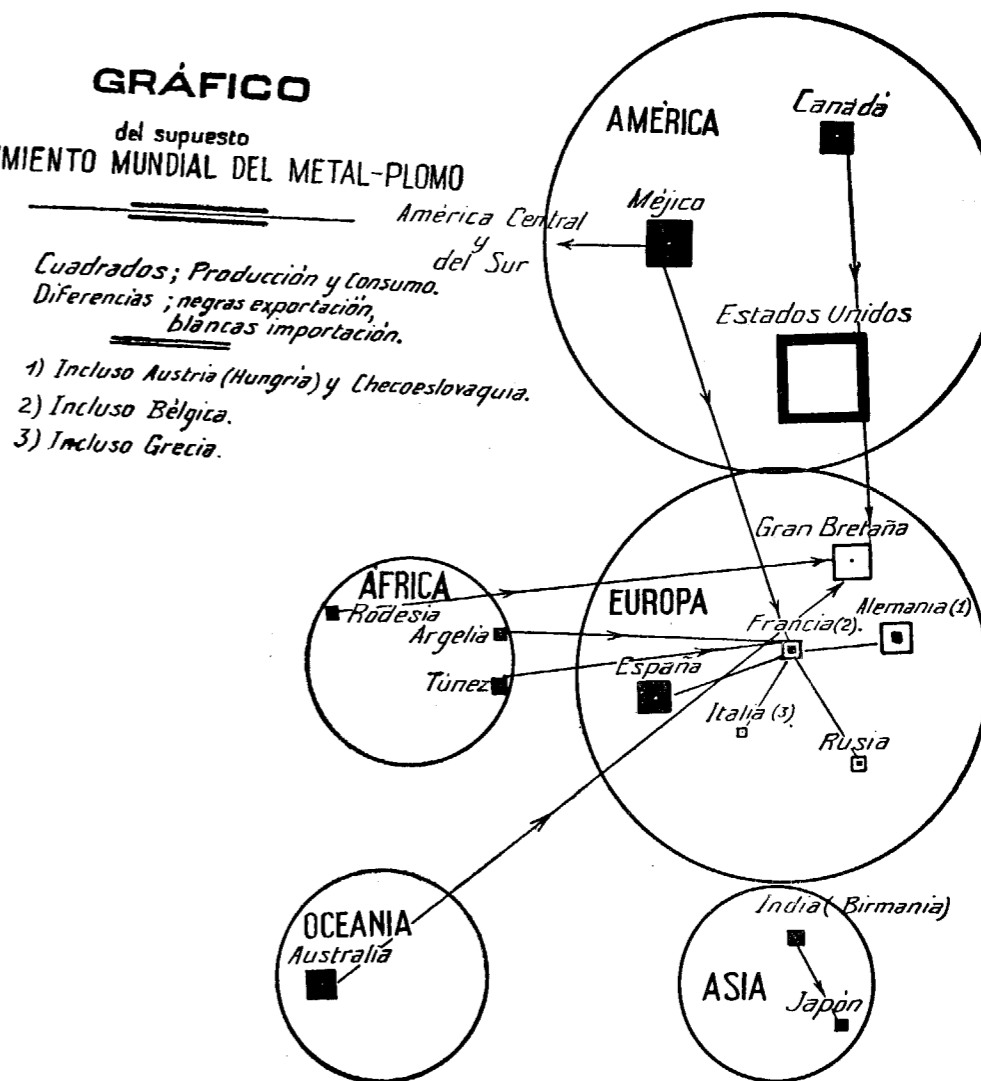 GRÁFICO
del supuesto
MIENTO MUNDIAL DEL METAL-PLOMO
Cuadrados; Producción y Consumo.
Diferencias; negras exportación,
blancas importación.
1) Incluso Austria (Hungría) y Checoeslovaquia.
2) Incluso Bélgica.
3) Incluso Grecia.
AMÉRICA
Canadá
Méjico
América Central
y
del Sur
Estados Unidos
EUROPA
Gran Bretaña
Alemania (1)
Francia (2).
España
Italia (3).
Rusia
ÁFRICA
Rodesia
Argelia
Túnez
OCEANIA
Australia
ASIA
India (Birmania)
Japón